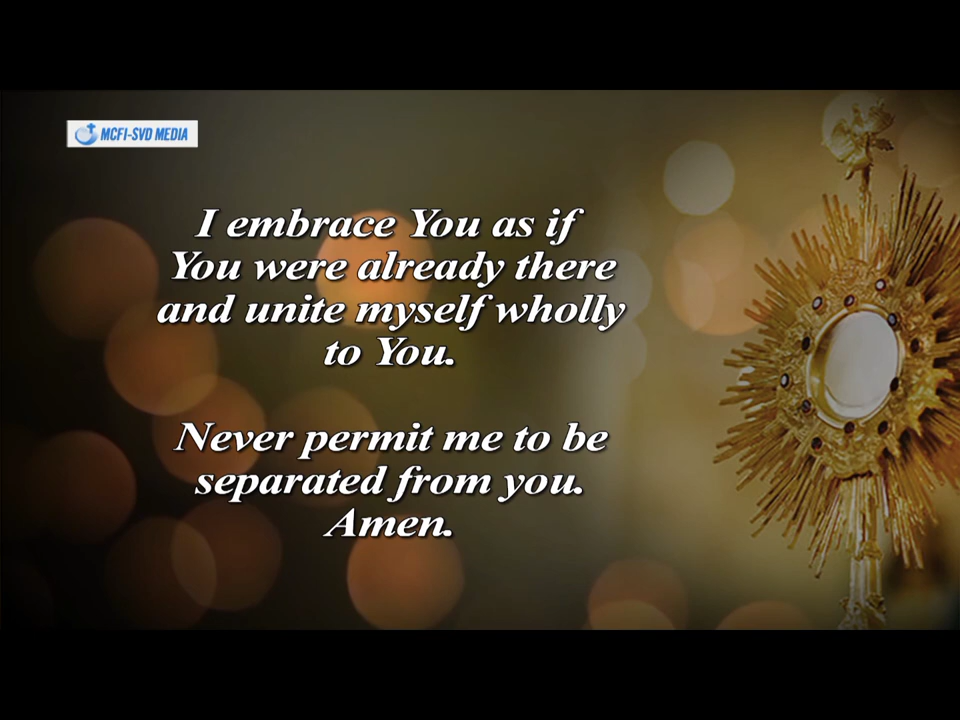 MCFI-SVD MEDIA
I embrace You as if
You were already there
and unite myself wholly
to You.
Never permit me to be
separated from you.
Amen.